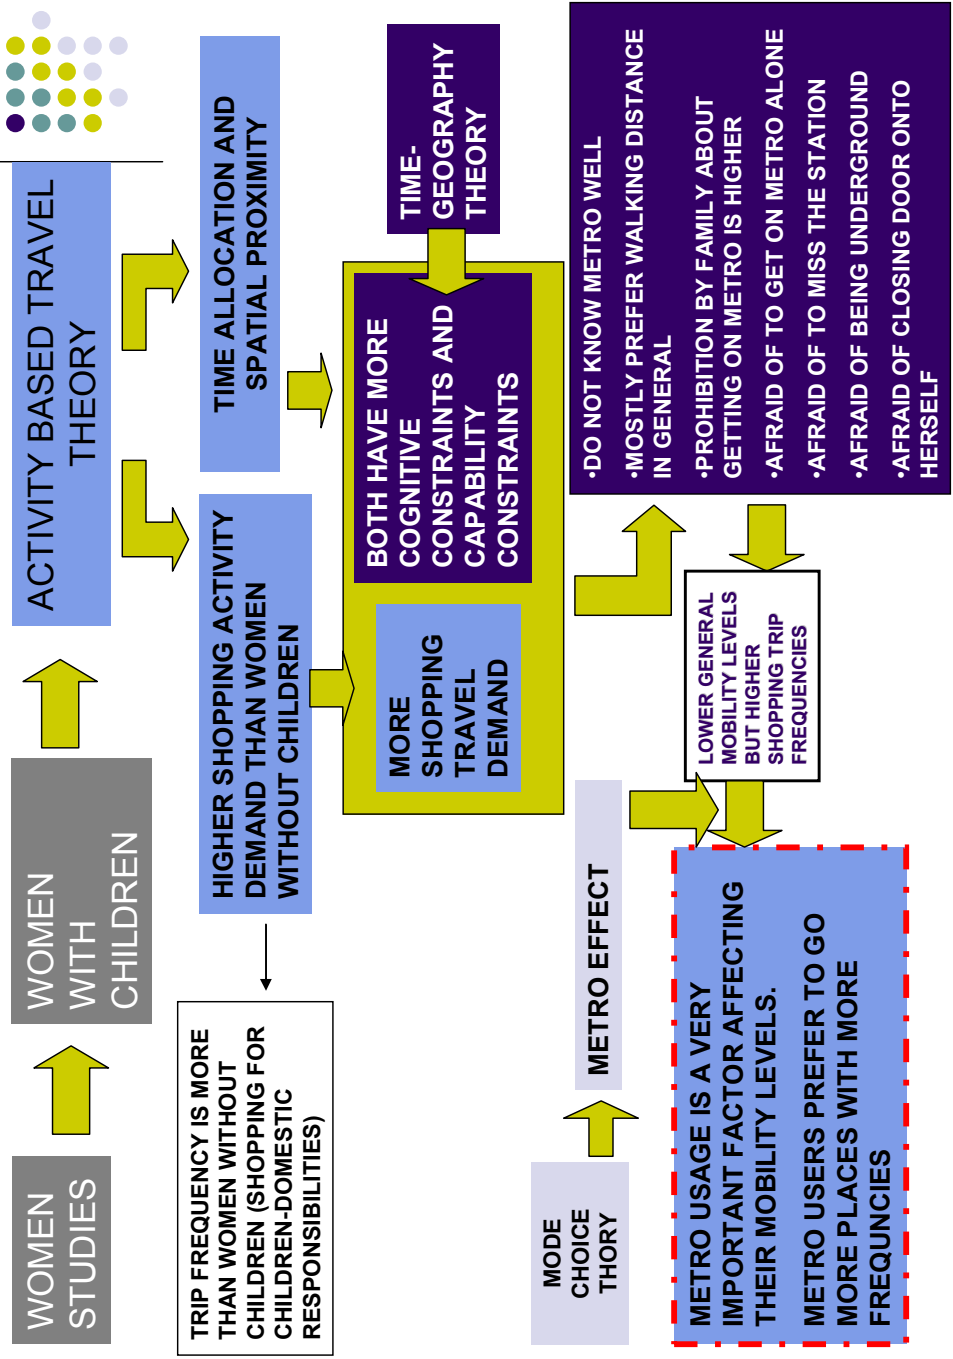 WOMEN
STUDIES
WOMEN
WITH
CHILDREN
ACTIVITY BASED TRAVEL
THEORY
TRIP FREQUENCY IS MORE
THAN WOMEN WITHOUT
CHILDREN (SHOPPING FOR
CHILDREN-DOMESTIC
RESPONSIBILITIES)
HIGHER SHOPPING ACTIVITY
DEMAND THAN WOMEN
WITHOUT CHILDREN
TIME ALLOCATION AND
SPATIAL PROXIMITY
MORE
SHOPPING
TRAVEL
DEMAND
BOTH HAVE MORE
COGNITIVE
CONSTRAINTS AND
CAPABILITY
CONSTRAINTS
TIME-
GEOGRAPHY
THEORY
MODE
CHOICE
THORY
METRO EFFECT
•DO NOT KNOW METRO WELL
•MOSTLY PREFER WALKING DISTANCE
IN GENERAL
•PROHIBITION BY FAMILY ABOUT
GETTING ON METRO IS HIGHER
•AFRAID OF TO GET ON METRO ALONE
•AFRAID OF TO MISS THE STATION
•AFRAID OF BEING UNDERGROUND
•AFRAID OF CLOSING DOOR ONTO
HERSELF
LOWER GENERAL
MOBILITY LEVELS
BUT HIGHER
SHOPPING TRIP
FREQUENCIES
METRO USAGE IS A VERY
IMPORTANT FACTOR AFFECTING
THEIR MOBILITY LEVELS.
METRO USERS PREFER TO GO
MORE PLACES WITH MORE
FREQUNCIES